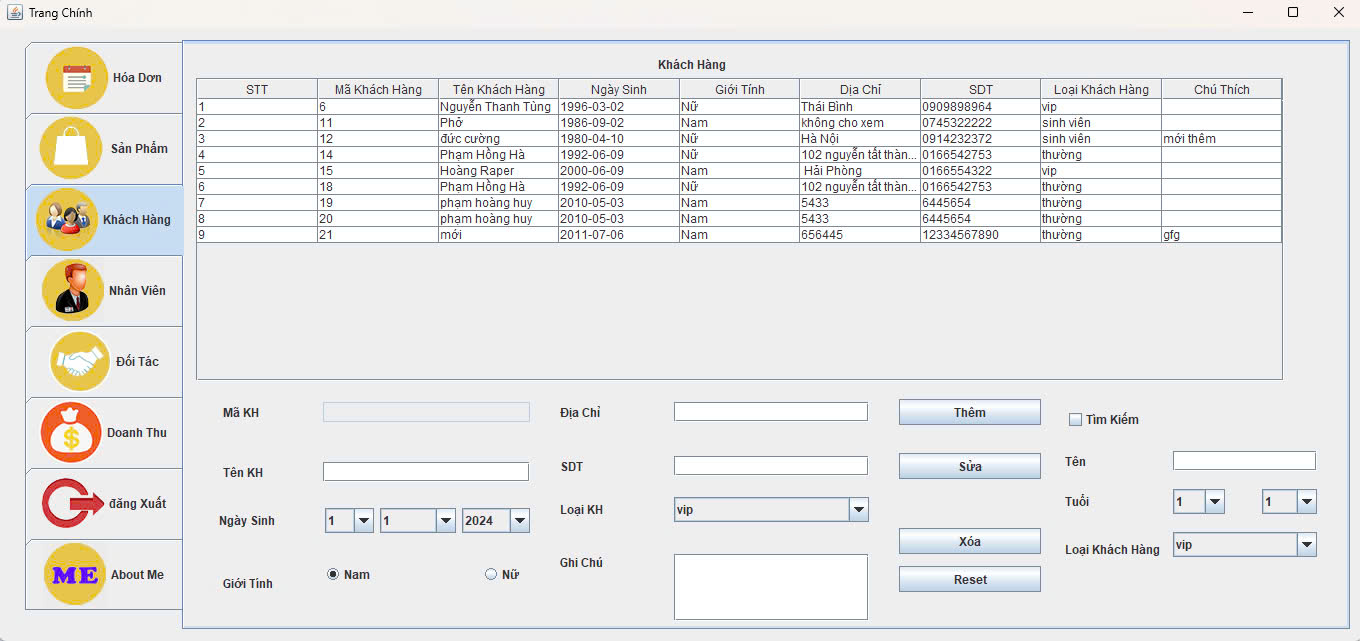 Trang Chính
Hóa Dơn
Sản Phẩm
Khách Hàng
Nhân Viên
Đối Tác
Doanh Thu
đăng Xuất
ME About Me
Khách Hàng
STT Mã Khách Hàng Tên Khách Hàng Ngày Sinh Giới Tính Dịa Chỉ SDT Loại Khách Hàng Chú Thích
1 6 Nguyễn Thanh Tùng 1996-03-02 Nữ Thái Bình 0909898964 vip
2 11 Phở 1986-09-02 Nam không cho xem 0745322222 sinh viên
3 12 đức cường 1980-04-10 Nữ Hà Nội 0914232372 sinh viên mới thêm
4 14 Phạm Hồng Hà 1992-06-09 Nữ 102 nguyễn tất thàn... 0166542753 thường
5 15 Hoàng Raper 2000-06-09 Nam Hải Phòng 0166554322 vip
6 18 Phạm Hồng Hà 1992-06-09 Nữ 102 nguyễn tất thàn... 0166542753 thường
7 19 phạm hoàng huy 2010-05-03 Nam 5433 6445654 thường
8 20 phạm hoàng huy 2010-05-03 Nam 5433 6445654 thường
9 21 mới 2011-07-06 Nam 656445 12334567890 thường gfg
Mã KH
Tên KH
Ngày Sinh 1 1 2024
Giới Tính Nam Nữ
Địa Chỉ
SDT
Loại KH vip
Ghi Chú
Thêm
Sửa
Xóa
Reset
Tìm Kiếm
Tên
Tuổi 1 1
Loại Khách Hàng vip